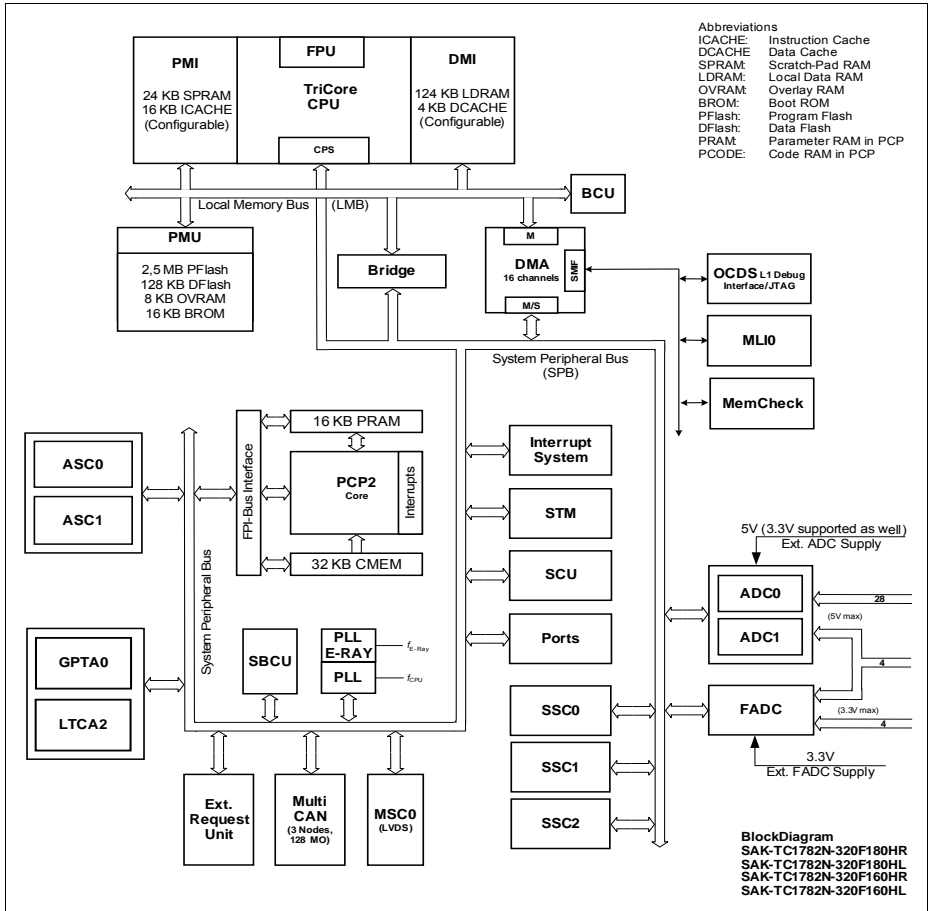 Abbreviations
ICACHE: Instruction Cache
DCACHE Data Cache
SPRAM: Scratch-Pad RAM
LDRAM: Local Data RAM
OVRAM: Overlay RAM
BROM: Boot ROM
PFlash: Program Flash
DFlash: Data Flash
PRAM: Parameter RAM in PCP
PCODE: Code RAM in PCP
FPU
PMI
DMI
TriCore
CPU
24 KB SPRAM
16 KB ICACHE
(Configurable)
124 KB LDRAM
4 KB DCACHE
(Configurable)
CPS
BCU
Local Memory Bus (LMB)
PMU
2,5 MB PFlash
128 KB DFlash
8 KB OVRAM
16 KB BROM
Bridge
M
DMA
16 channels
SMIF
M/S
OCDS L1 Debug
Interface/JTAG
MLI0
MemCheck
System Peripheral Bus
(SPB)
16 KB PRAM
FPI-Bus Interface
PCP2
Core
Interrupts
32 KB CMEM
ASC0
ASC1
System Peripheral Bus
Interrupt
System
STM
SCU
Ports
5V (3.3V supported as well)
Ext. ADC Supply
ADC0
28
(5V max)
ADC1
4
GPTA0
LTCA2
SBCU
PLL
E-RAY
fE-Ray
PLL
fCPU
SSC0
FADC
(3.3V max)
4
3.3V
Ext. FADC Supply
SSC1
SSC2
Ext.
Request
Unit
Multi
CAN
(3 Nodes,
128 MO)
MSC0
(LVDS)
BlockDiagram
SAK-TC1782N-320F180HR
SAK-TC1782N-320F180HL
SAK-TC1782N-320F160HR
SAK-TC1782N-320F160HL